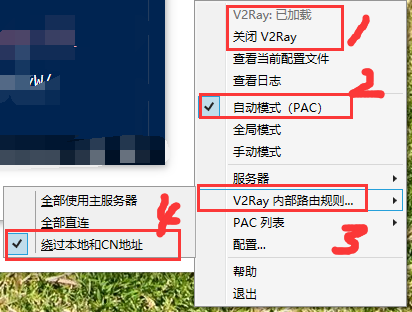 w/
V2Ray: 已加载
关闭 V2Ray
1
查看当前配置文件
查看日志
2
自动模式（PAC）
全局模式
手动模式
服务器
V2Ray 内部路由规则...
PAC 列表
3
配置...
帮助
退出
全部使用主服务器
全部直连
4
绕过本地和CN地址